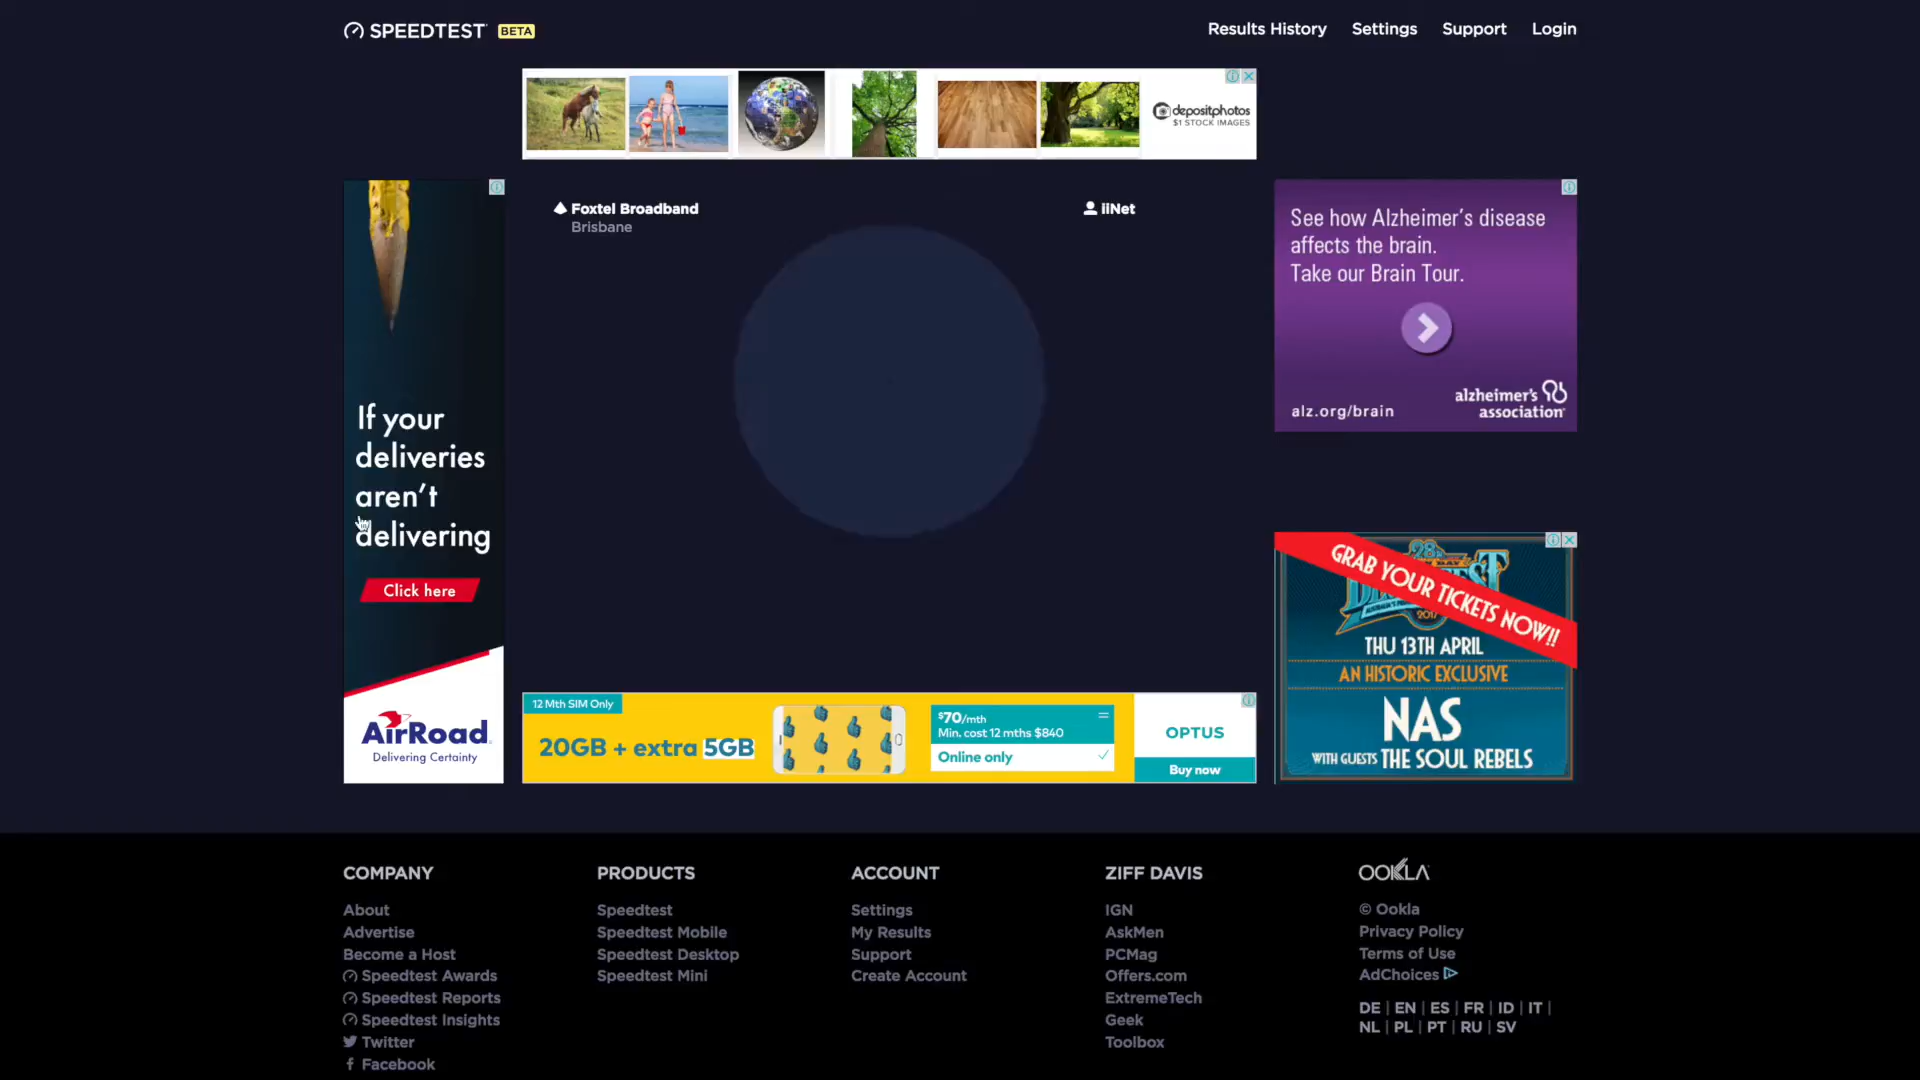 SPEEDTEST BETA
Results History Settings Support Login
depositphotos
$1 STOCK IMAGES
Foxtel Broadband
Brisbane
iiNet
If your
deliveries
aren't
delivering
Click here
AirRoad
Delivering Certainty
See how Alzheimer's disease
affects the brain.
Take our Brain Tour.
alz.org/brain
alzheimer's
association
GRAB YOUR TICKETS NOW!!
2017
THU 13TH APRIL
AN HISTORIC EXCLUSIVE
NAS
WITH GUESTS THE SOUL REBELS
12 Mth SIM Only
20GB + extra 5GB
$70/mth
Min. cost 12 mths $840
Online only
OPTUS
Buy now
COMPANY
About
Advertise
Become a Host
Speedtest Awards
Speedtest Reports
Speedtest Insights
Twitter
Facebook
PRODUCTS
Speedtest
Speedtest Mobile
Speedtest Desktop
Speedtest Mini
ACCOUNT
Settings
My Results
Support
Create Account
ZIFF DAVIS
IGN
AskMen
PCMag
Offers.com
ExtremeTech
Geek
Toolbox
OOKLA
© Ookla
Privacy Policy
Terms of Use
AdChoices
DE | EN | ES | FR | ID | IT |
NL | PL | PT | RU | SV